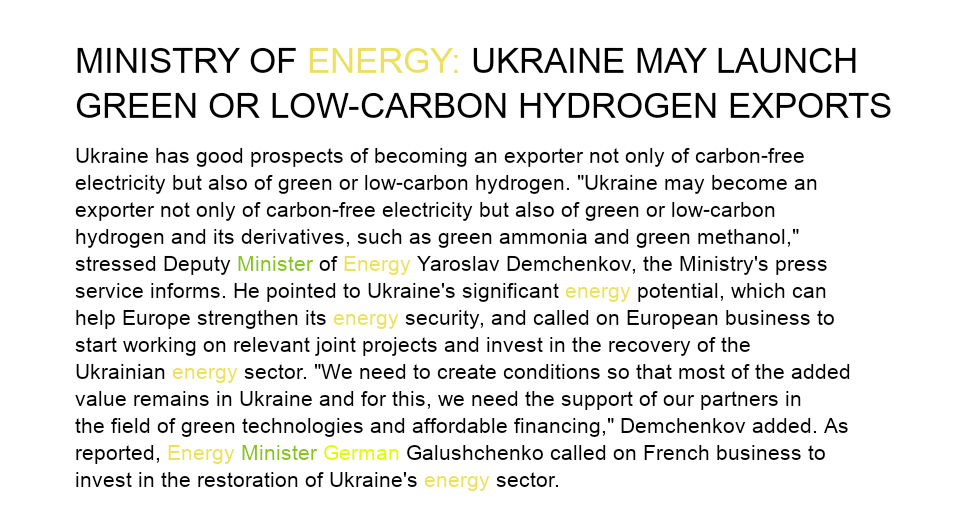 MINISTRY OF ENERGY: UKRAINE MAY LAUNCH
GREEN OR LOW-CARBON HYDROGEN EXPORTS
Ukraine has good prospects of becoming an exporter not only of carbon-free
electricity but also of green or low-carbon hydrogen. "Ukraine may become an
exporter not only of carbon-free electricity but also of green or low-carbon
hydrogen and its derivatives, such as green ammonia and green methanol,"
stressed Deputy Minister of Energy Yaroslav Demchenkov, the Ministry's press
service informs. He pointed to Ukraine's significant energy potential, which can
help Europe strengthen its energy security, and called on European business to
start working on relevant joint projects and invest in the recovery of the
Ukrainian energy sector. "We need to create conditions so that most of the added
value remains in Ukraine and for this, we need the support of our partners in
the field of green technologies and affordable financing," Demchenkov added. As
reported, Energy Minister German Galushchenko called on French business to
invest in the restoration of Ukraine's energy sector.